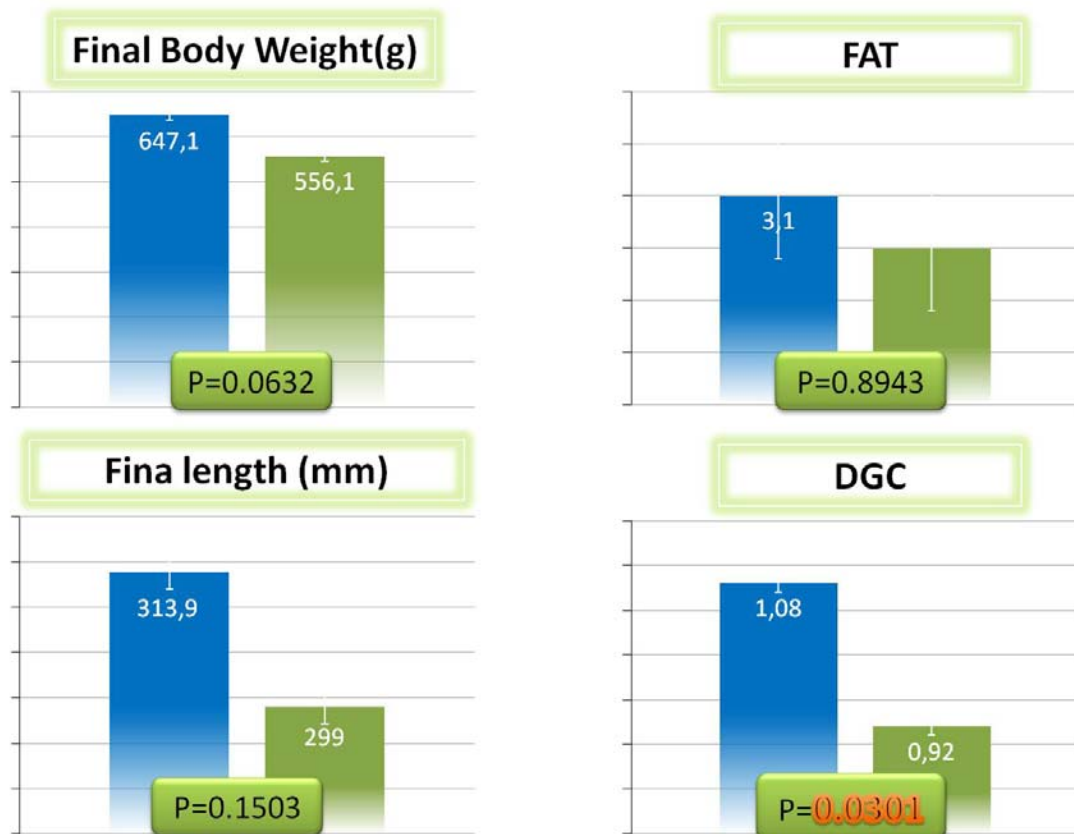 Final Body Weight(g)
647,1
556,1
P=0.0632
FAT
3,1
P=0.8943
Fina length (mm)
313,9
299
P=0.1503
DGC
1,08
0,92
P=0.0301